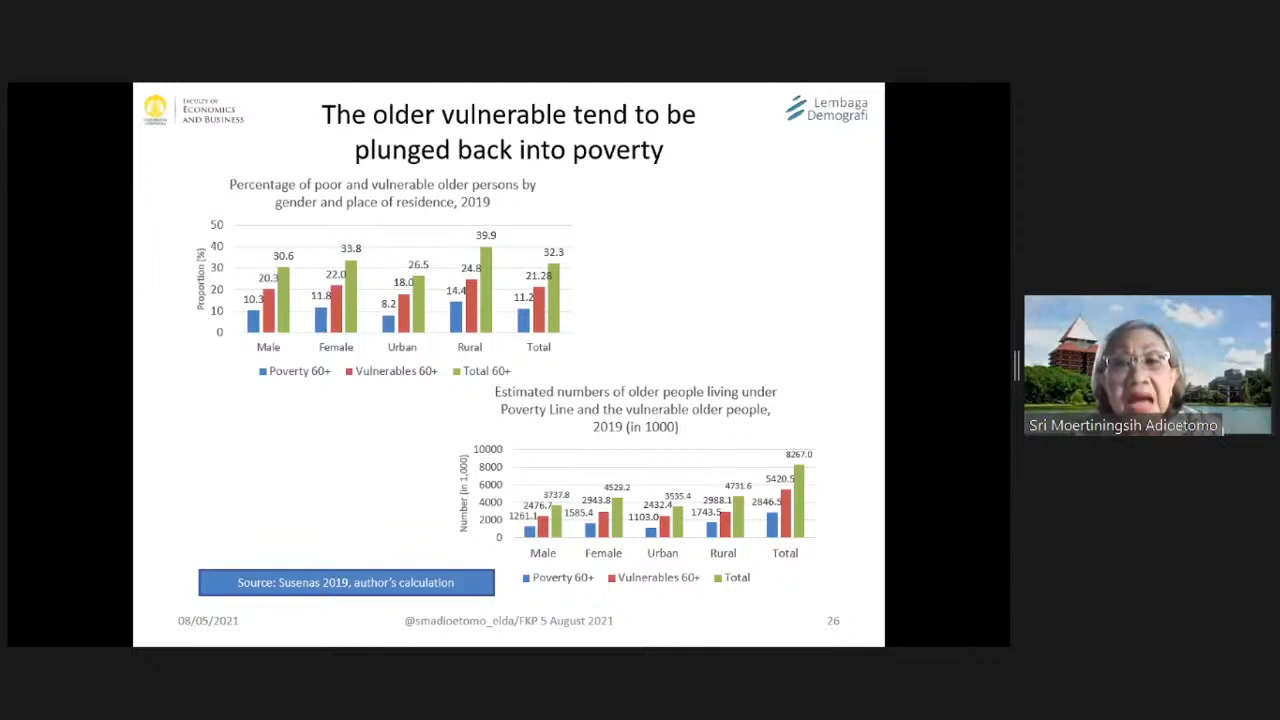 FACULTY OF
ECONOMICS
AND BUSINESS
The older vulnerable tend to be
plunged back into poverty
Lembaga
Demografi
Percentage of poor and vulnerable older persons by
gender and place of residence, 2019
Proportion (%)
50
40
30
20
10
0
10.3
20.3
30.6
11.8
22.0
33.8
8.2
18.0
26.5
14.4
24.8
39.9
11.2
21.28
32.3
Male
Female
Urban
Rural
Total
Poverty 60+
Vulnerables 60+
Total 60+
Estimated numbers of older people living under
Poverty Line and the vulnerable older people,
2019 (in 1000)
Number (in 1,000)
10000
8000
6000
4000
2000
0
1261.1
2476.7
3737.8
1585.4
2943.8
4529.2
1103.0
2432.4
3535.4
1743.5
2988.1
4731.6
2846.5
5420.5
8267.0
Male
Female
Urban
Rural
Total
Poverty 60+
Vulnerables 60+
Total
Source: Susenas 2019, author's calculation
08/05/2021
@smadioetomo_elda/FKP 5 August 2021
26
Sri Moertiningsih Adioetomo